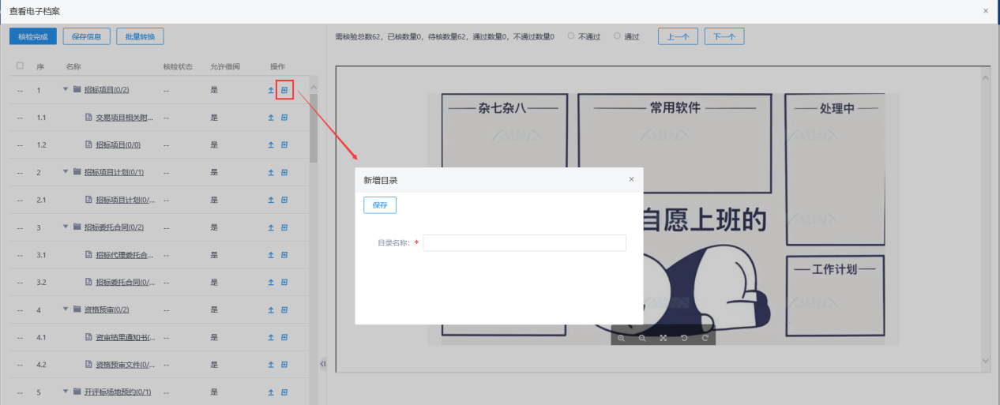 查看电子档案 ×
核检完成 保存信息 批量转换
需核验总数62，已核数量0，待核数量62，通过数量0，不通过数量0 不通过 通过 上一个 下一个
序 名称 核检状态 允许借阅 操作
-- 1 招标项目(0/2) -- 是
-- 1.1 交易项目相关附... -- 是
-- 1.2 招标项目(0/0) -- 是
-- 2 招标项目计划(0/1) -- 是
-- 2.1 招标项目计划(0/... -- 是
-- 3 招标委托合同(0/2) -- 是
-- 3.1 招标代理委托合... -- 是
-- 3.2 招标委托合同(0/... -- 是
-- 4 资格预审(0/2) -- 是
-- 4.1 资审结果通知书(... -- 是
-- 4.2 资格预审文件(0/... -- 是
-- 5 开评标场地预约(0/1) -- 是
杂七杂八 常用软件 处理中
新增目录 ×
保存
目录名称： *
自愿上班的
工作计划